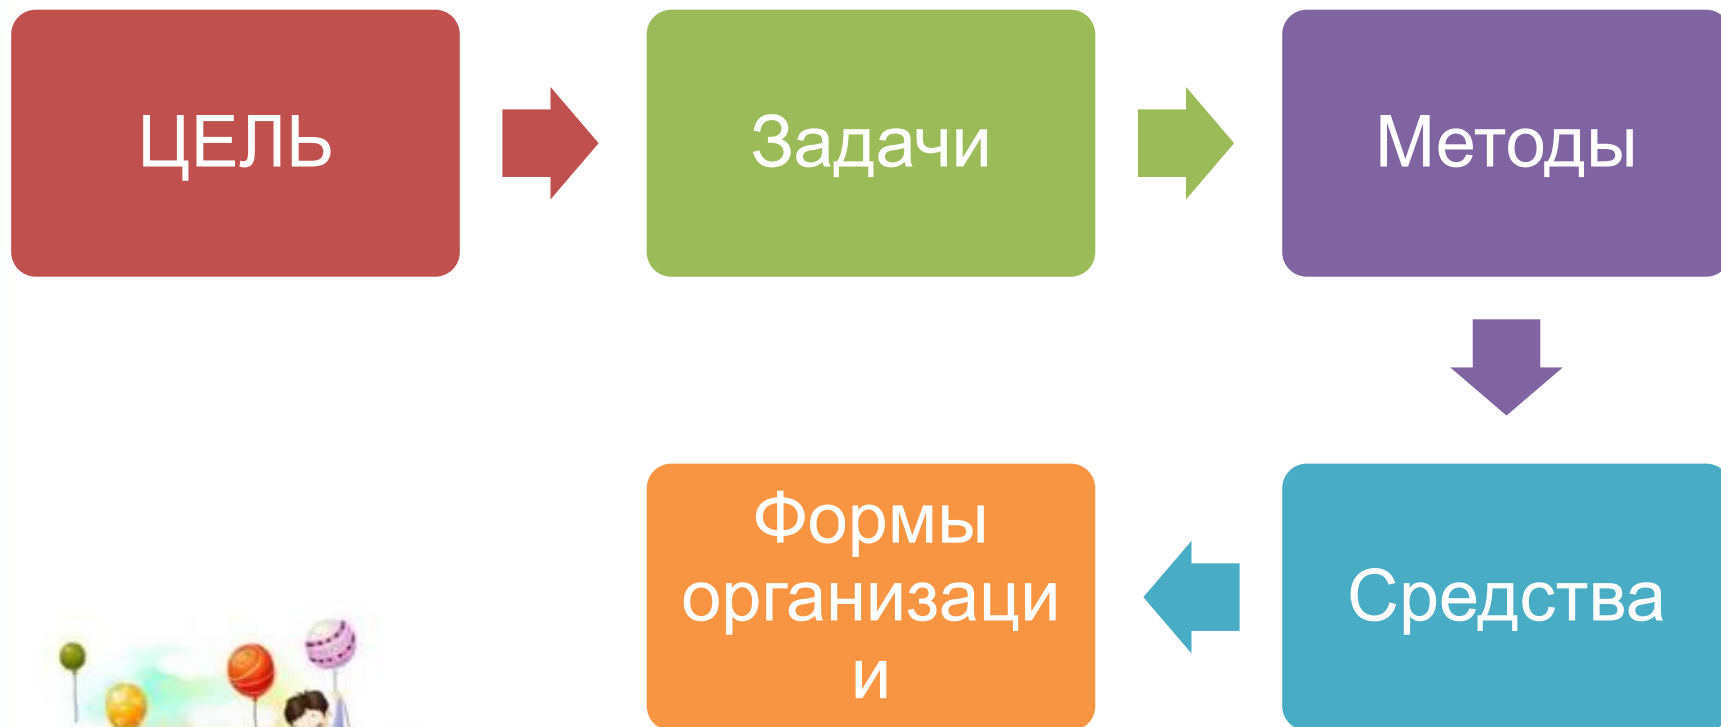 ЦЕЛЬ
Задачи
Методы
Средства
Формы
организаци
и